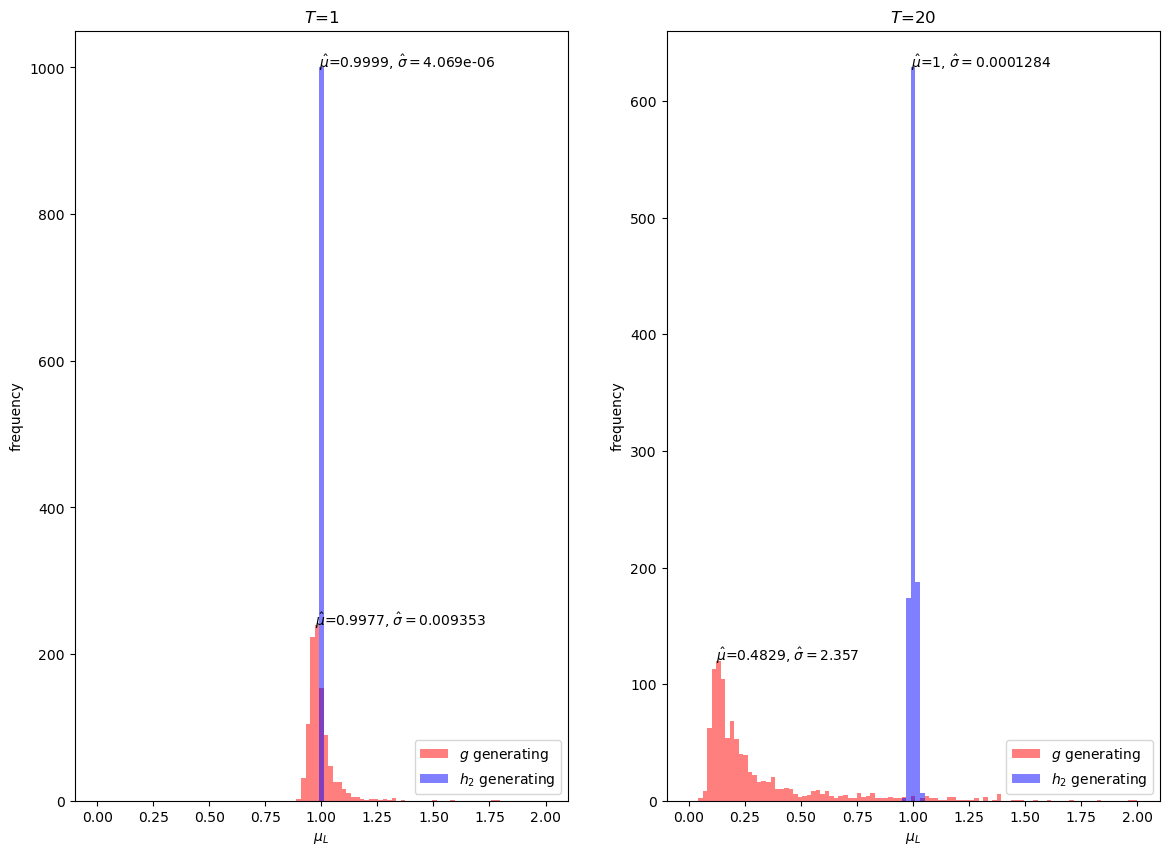 T=1
1000
800
600
400
200
0
frequency
μ̂=0.9999, σ̂ = 4.069e-06
μ̂=0.9977, σ̂ = 0.009353
g generating
h₂ generating
0.00 0.25 0.50 0.75 1.00 1.25 1.50 1.75 2.00
μ_L
T=20
600
500
400
300
200
100
0
frequency
μ̂=1, σ̂ = 0.0001284
μ̂=0.4829, σ̂ = 2.357
g generating
h₂ generating
0.00 0.25 0.50 0.75 1.00 1.25 1.50 1.75 2.00
μ_L